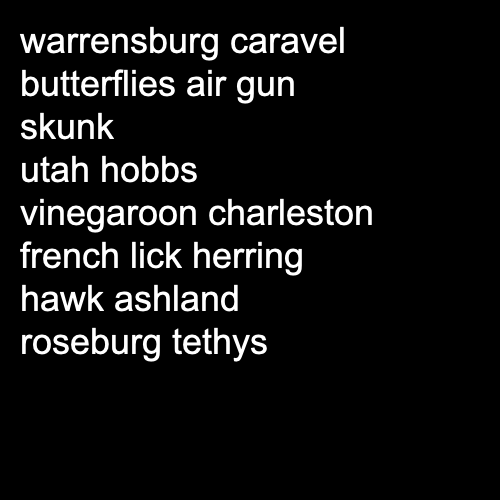 warrensburg caravel
butterflies air gun
skunk
utah hobbs
vinegaroon charleston
french lick herring
hawk ashland
roseburg tethys